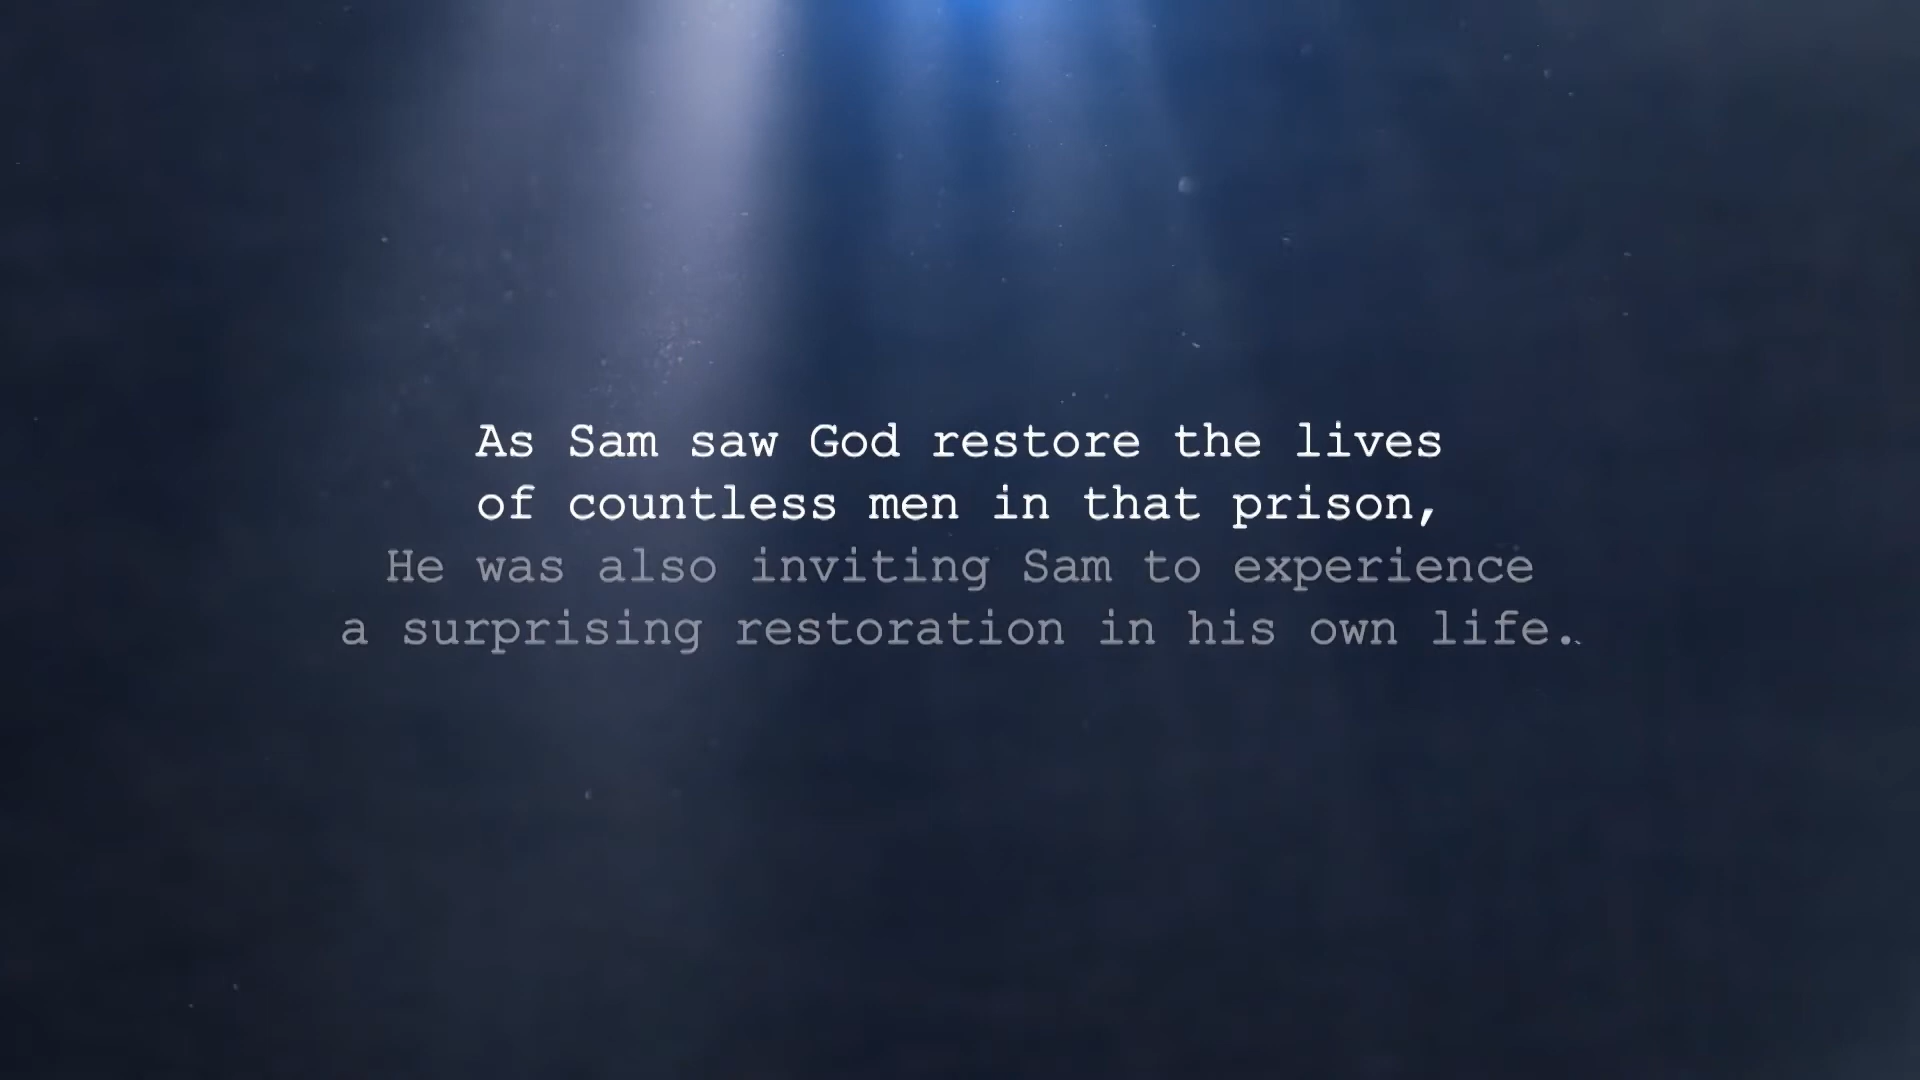 As Sam saw God restore the lives
of countless men in that prison,
He was also inviting Sam to experience
a surprising restoration in his own life.